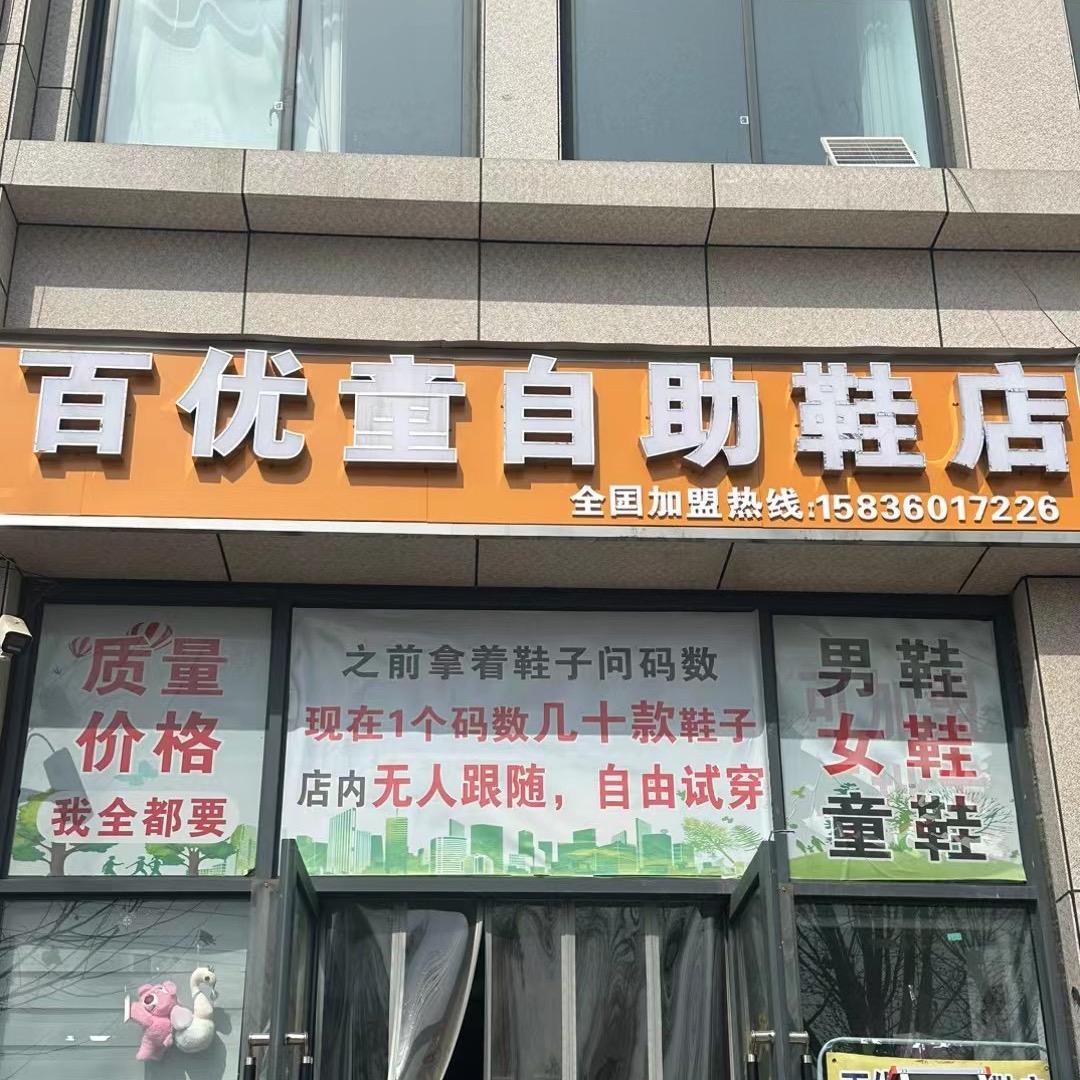 百优童自助鞋店
全国加盟热线:15836017226
质量
价格
我全都要
之前拿着鞋子问码数
现在1个码数几十款鞋子
店内无人跟随，自由试穿
男鞋
女鞋
童鞋